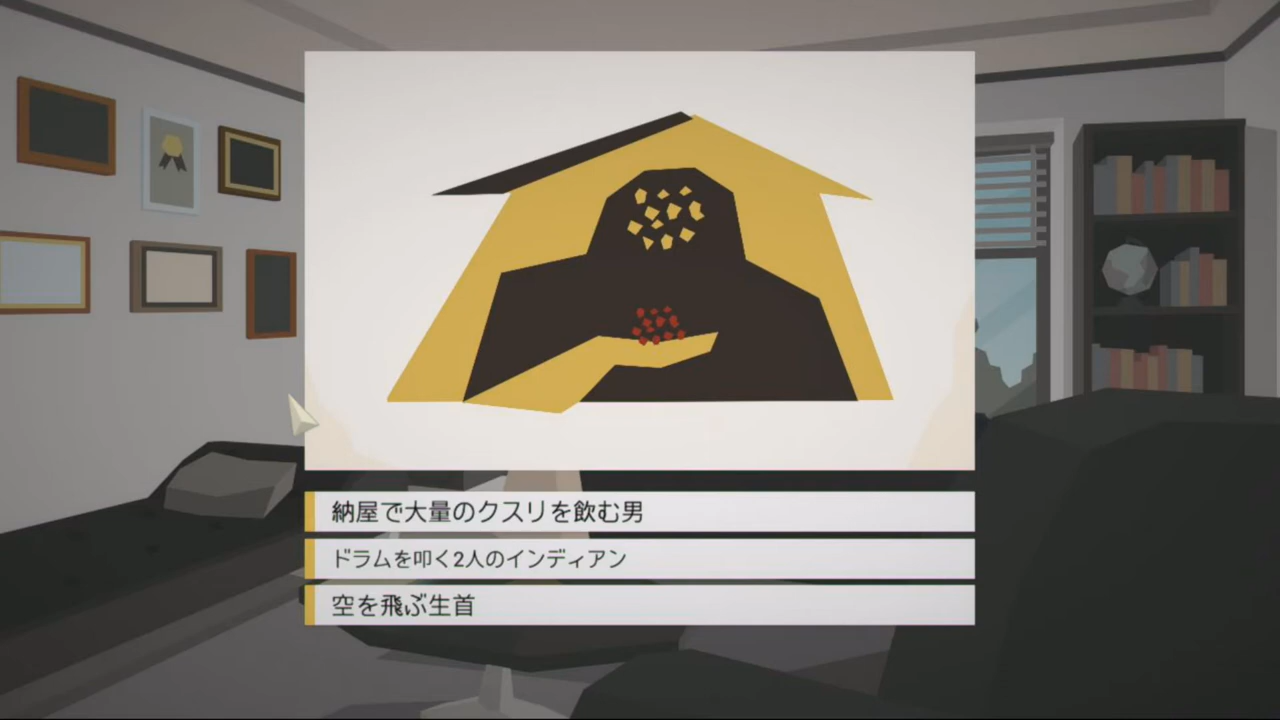 納屋で大量のクスリを飲む男
ドラムを叩く2人のインディアン
空を飛ぶ生首